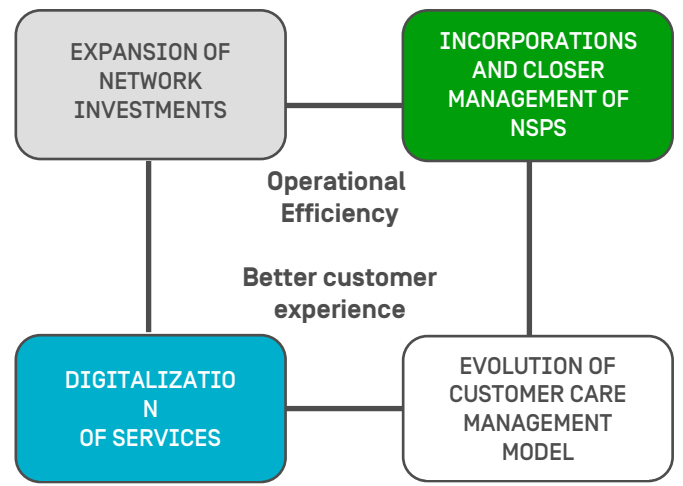 EXPANSION OF
NETWORK
INVESTMENTS
INCORPORATIONS
AND CLOSER
MANAGEMENT OF
NSPS
Operational
Efficiency
Better customer
experience
DIGITALIZATIO
N
OF SERVICES
EVOLUTION OF
CUSTOMER CARE
MANAGEMENT
MODEL